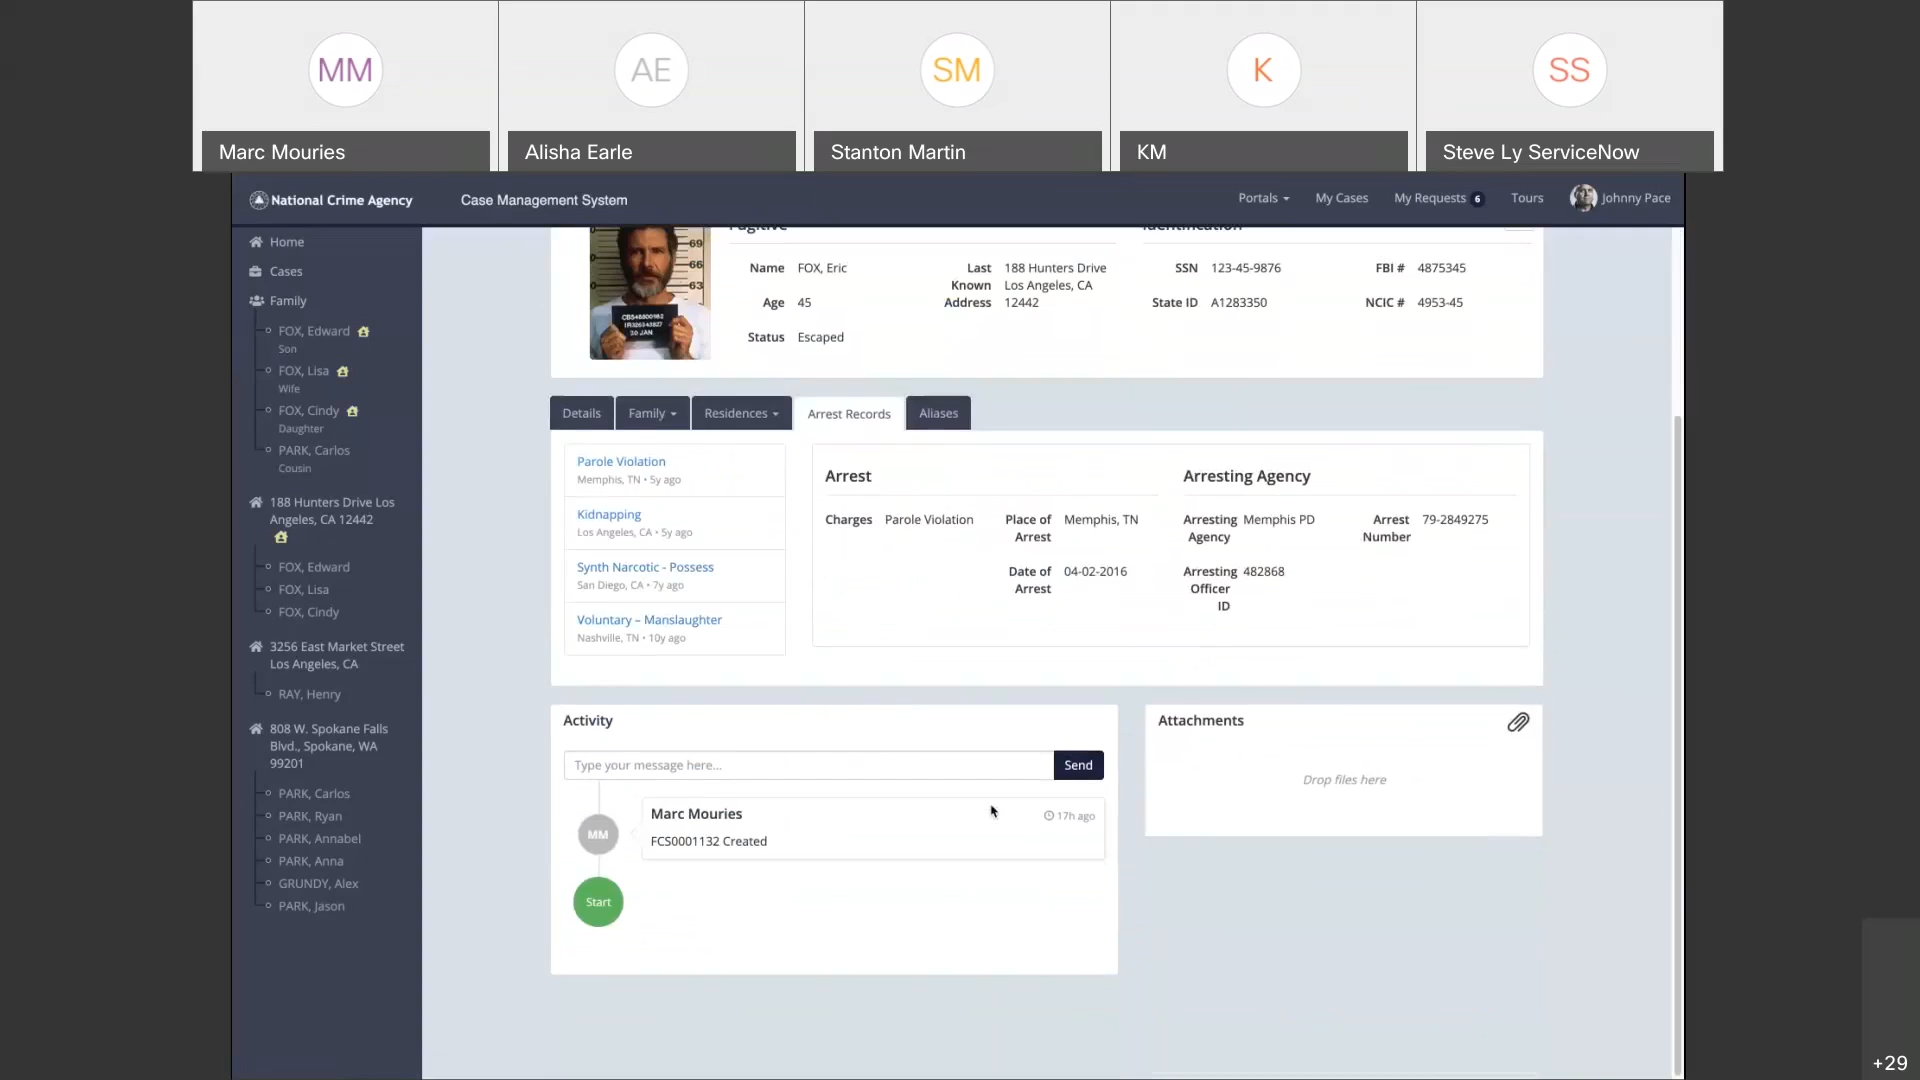 MM
AE
SM
K
SS
Marc Mouries
Alisha Earle
Stanton Martin
KM
Steve Ly ServiceNow
National Crime Agency
Case Management System
Portals
My Cases
My Requests 6
Tours
Johnny Pace
Home
Cases
Family
FOX, Edward
Son
FOX, Lisa
Wife
FOX, Cindy
Daughter
PARK, Carlos
Cousin
188 Hunters Drive Los
Angeles, CA 12442
FOX, Edward
FOX, Lisa
FOX, Cindy
3256 East Market Street
Los Angeles, CA
RAY, Henry
808 W. Spokane Falls
Blvd., Spokane, WA
99201
PARK, Carlos
PARK, Ryan
PARK, Annabel
PARK, Anna
GRUNDY, Alex
PARK, Jason
69
66
63
Fugitive
Name FOX, Eric
Age 45
Status Escaped
Last Known Address
188 Hunters Drive
Los Angeles, CA
12442
Identification
SSN 123-45-9876
State ID A1283350
FBI # 4875345
NCIC # 4953-45
Details
Family
Residences
Arrest Records
Aliases
Parole Violation
Memphis, TN • 5y ago
Kidnapping
Los Angeles, CA • 5y ago
Synth Narcotic - Possess
San Diego, CA • 7y ago
Voluntary – Manslaughter
Nashville, TN • 10y ago
Arrest
Charges Parole Violation
Place of Arrest Memphis, TN
Date of Arrest 04-02-2016
Arresting Agency
Arresting Agency Memphis PD
Arrest Number 79-2849275
Arresting Officer ID 482868
Activity
Type your message here...
Send
MM
Marc Mouries
17h ago
FCS0001132 Created
Start
Attachments
Drop files here
+29